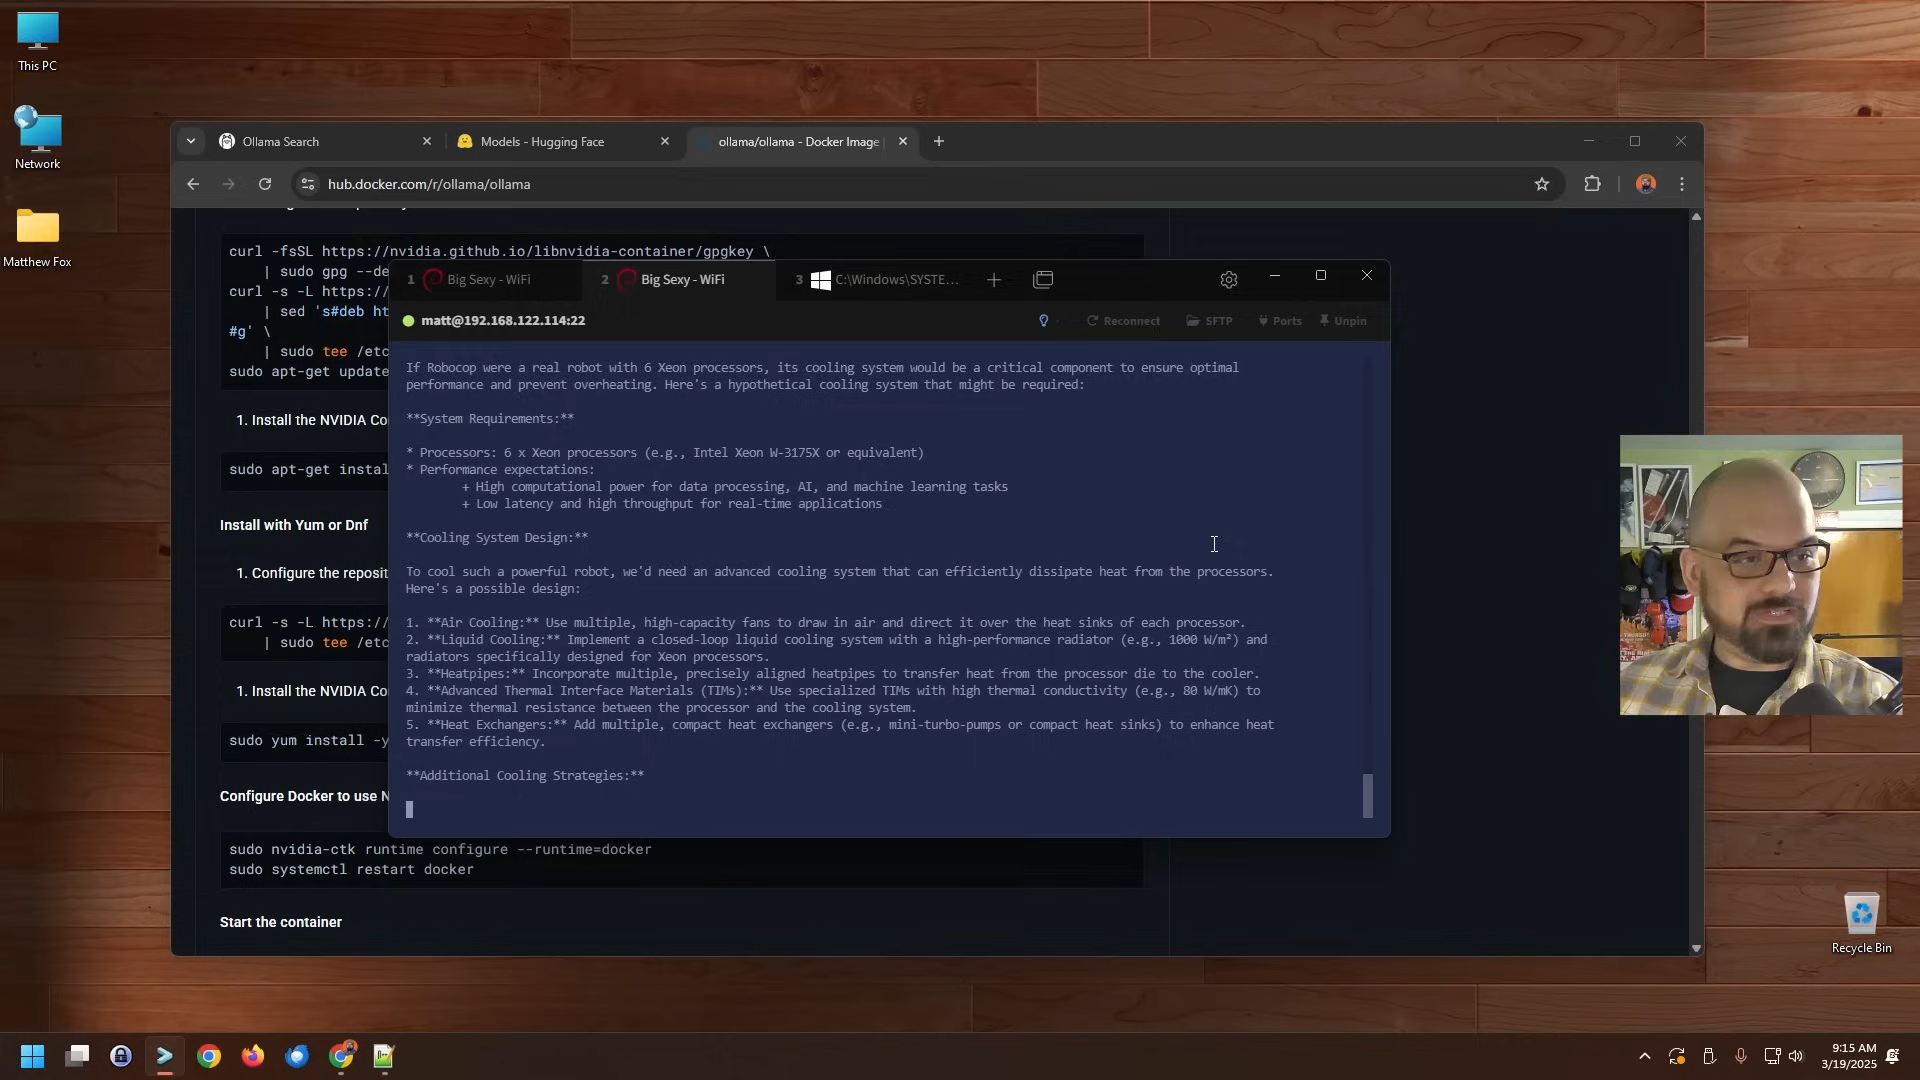 This PC
Network
Matthew Fox
Ollama Search
Models - Hugging Face
ollama/ollama - Docker Image
hub.docker.com/r/ollama/ollama
curl -fsSL https://nvidia.github.io/libnvidia-container/gpgkey \
| sudo gpg --de
curl -s -L https:/
| sed 's#deb ht
#g' \
| sudo tee /etc
sudo apt-get update
1. Install the NVIDIA Co
sudo apt-get instal
Install with Yum or Dnf
1. Configure the reposit
curl -s -L https:/
| sudo tee /etc
1. Install the NVIDIA Co
sudo yum install -y
Configure Docker to use N
sudo nvidia-ctk runtime configure --runtime=docker
sudo systemctl restart docker
Start the container
1 Big Sexy - WiFi
2 Big Sexy - WiFi
3 C:\Windows\SYSTE...
matt@192.168.122.114:22
Reconnect
SFTP
Ports
Unpin
If Robocop were a real robot with 6 Xeon processors, its cooling system would be a critical component to ensure optimal
performance and prevent overheating. Here's a hypothetical cooling system that might be required:
**System Requirements:**
* Processors: 6 x Xeon processors (e.g., Intel Xeon W-3175X or equivalent)
* Performance expectations:
+ High computational power for data processing, AI, and machine learning tasks
+ Low latency and high throughput for real-time applications
**Cooling System Design:**
To cool such a powerful robot, we'd need an advanced cooling system that can efficiently dissipate heat from the processors.
Here's a possible design:
1. **Air Cooling:** Use multiple, high-capacity fans to draw in air and direct it over the heat sinks of each processor.
2. **Liquid Cooling:** Implement a closed-loop liquid cooling system with a high-performance radiator (e.g., 1000 W/m²) and
radiators specifically designed for Xeon processors.
3. **Heatpipes:** Incorporate multiple, precisely aligned heatpipes to transfer heat from the processor die to the cooler.
4. **Advanced Thermal Interface Materials (TIMs):** Use specialized TIMs with high thermal conductivity (e.g., 80 W/mK) to
minimize thermal resistance between the processor and the cooling system.
5. **Heat Exchangers:** Add multiple, compact heat exchangers (e.g., mini-turbo-pumps or compact heat sinks) to enhance heat
transfer efficiency.
**Additional Cooling Strategies:**
Recycle Bin
9:15 AM
3/19/2025